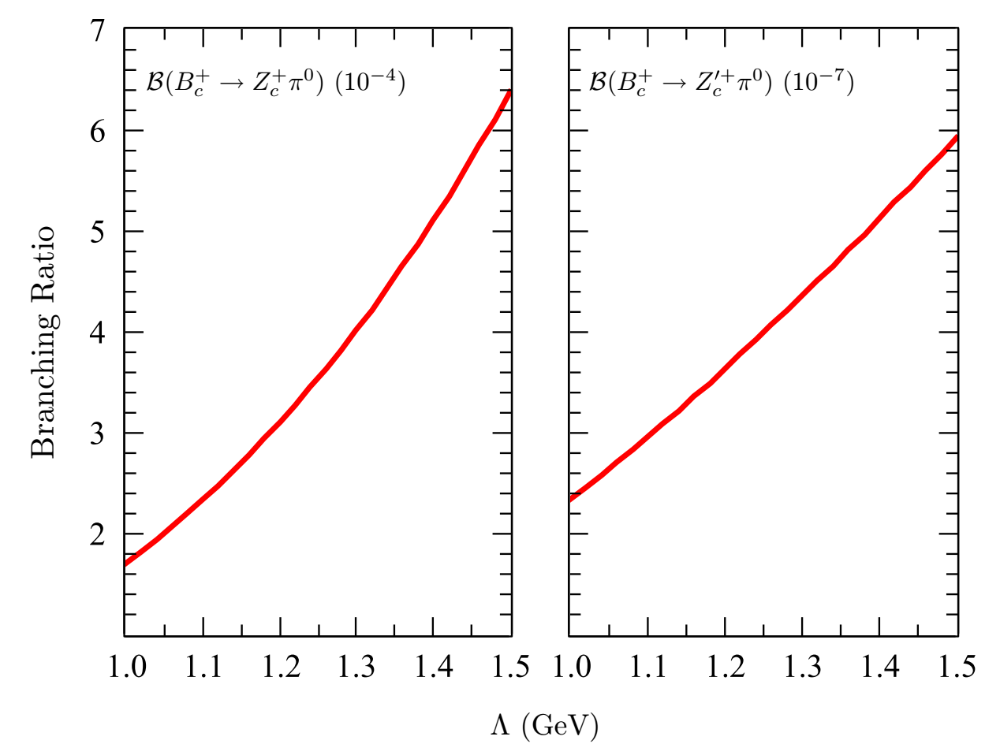 7
6
5
4
3
2
Branching Ratio
ℬ(B_c^+ → Z_c^+ π^0) (10^{−4})
ℬ(B_c^+ → Z_c^{′+} π^0) (10^{−7})
1.0 1.1 1.2 1.3 1.4 1.5
1.0 1.1 1.2 1.3 1.4 1.5
Λ (GeV)